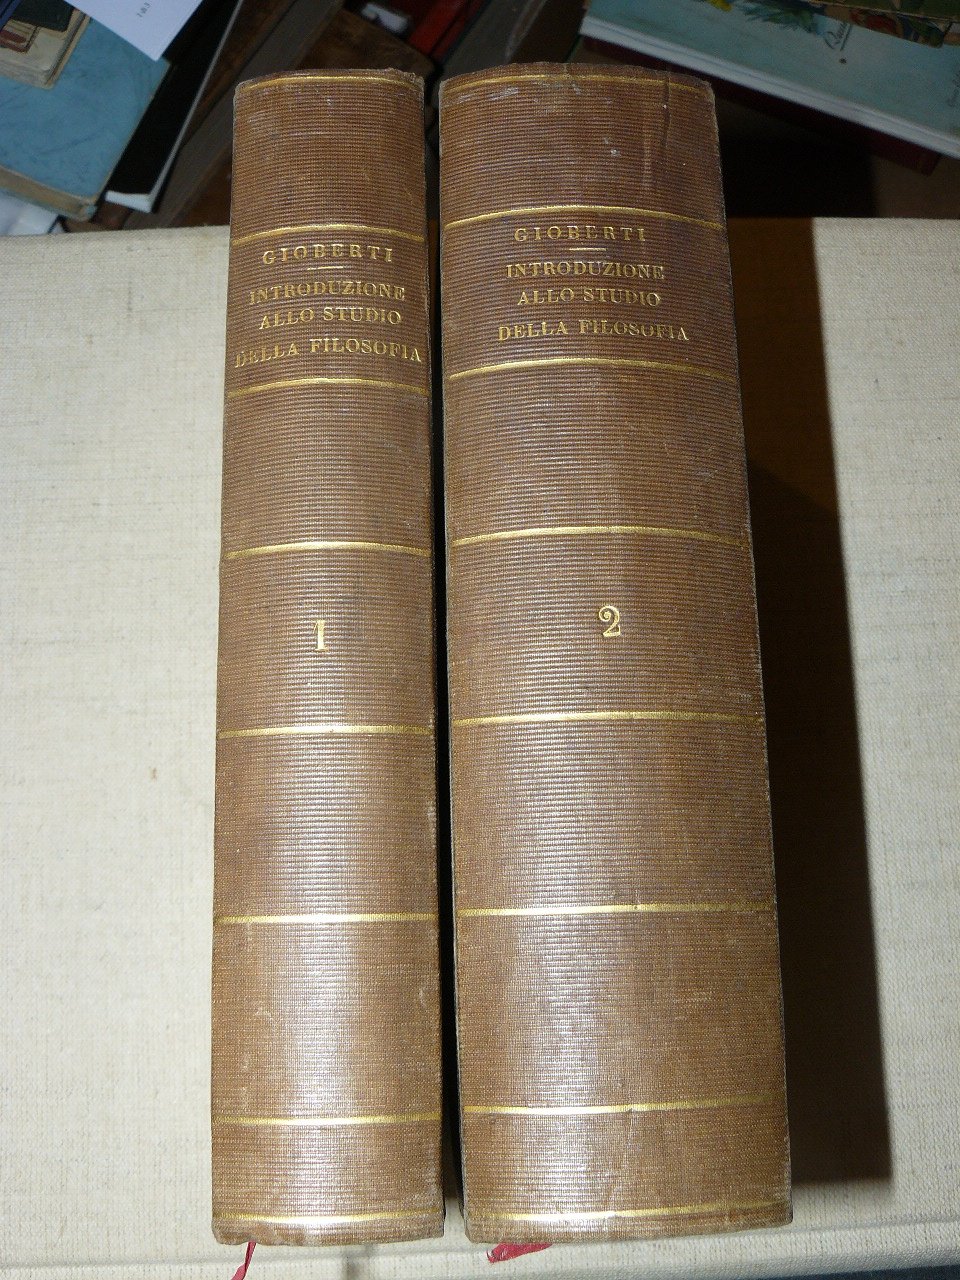 GIOBERTI
INTRODUZIONE
ALLO STUDIO
DELLA FILOSOFIA
1
GIOBERTI
INTRODUZIONE
ALLO STUDIO
DELLA FILOSOFIA
2